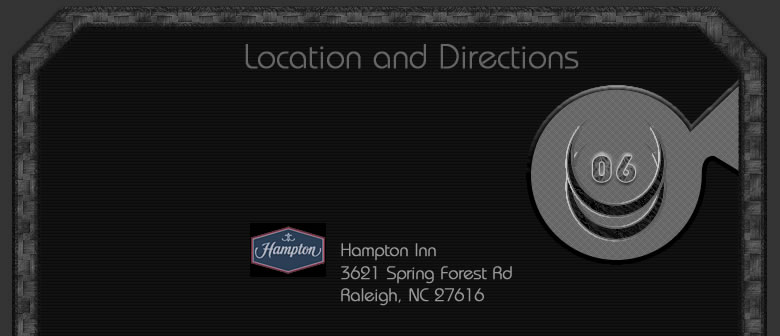 Location and Directions
06
Hampton
Hampton Inn
3621 Spring Forest Rd
Raleigh, NC 27616